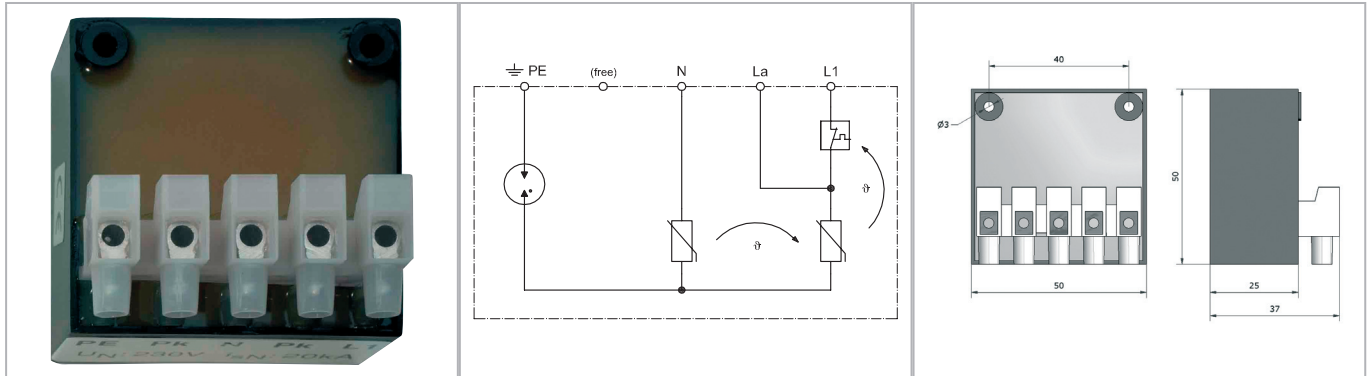 PE PK N PK L1
UN: 230V ISN: 20kA
PE (free) N La L1
ϑ
ϑ
40
Ø3
50
50
25
37